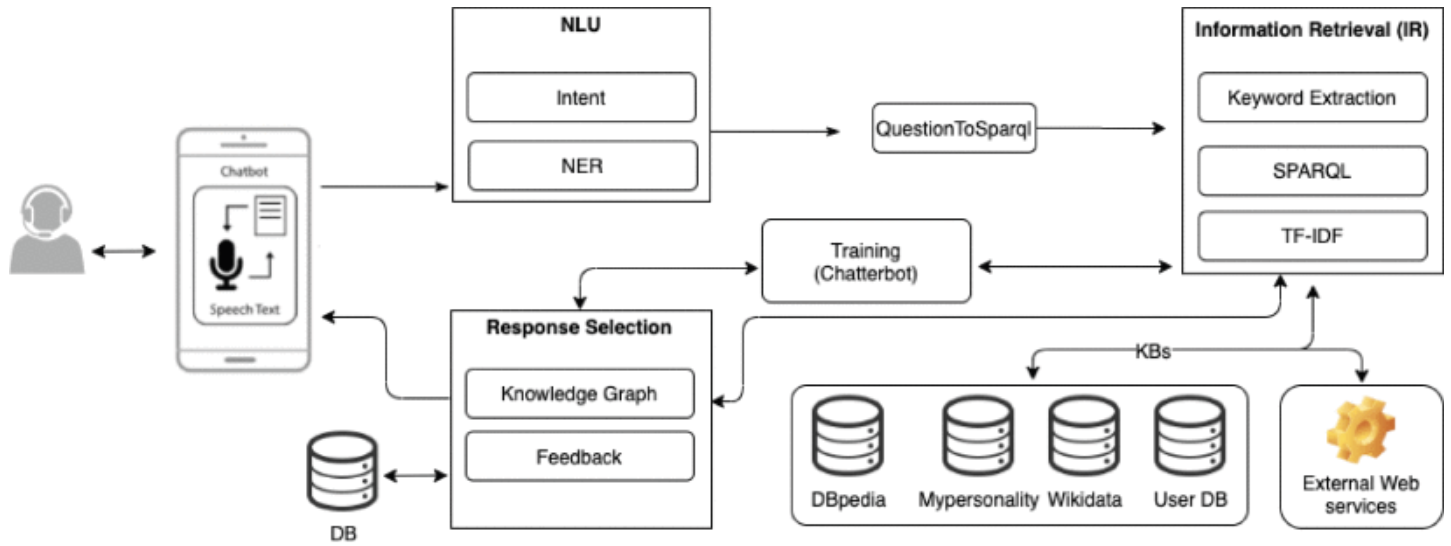 NLU
Intent
NER
QuestionToSparql
Information Retrieval (IR)
Keyword Extraction
SPARQL
TF-IDF
Chatbot
Speech Text
Training
(Chatterbot)
Response Selection
Knowledge Graph
Feedback
DB
KBs
DBpedia
Mypersonality
Wikidata
User DB
External Web
services